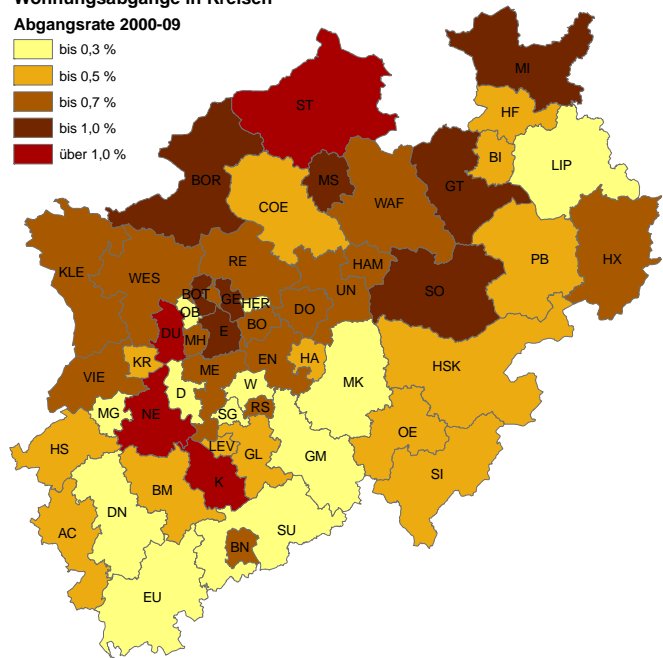 Wohnungsabgänge in Kreisen
Abgangsrate 2000-09
bis 0,3 %
bis 0,5 %
bis 0,7 %
bis 1,0 %
über 1,0 %
MI
ST
HF
BI
LIP
BOR
MS
GT
COE
WAF
PB
HX
KLE
WES
RE
HAM
UN
SO
BOT
GE
HER
OB
BO
DO
DU
MH
E
KR
ME
EN
HA
HSK
VIE
D
W
MK
MG
NE
SG
RS
HS
LEV
GL
OE
GM
SI
BM
K
DN
AC
SU
BN
EU